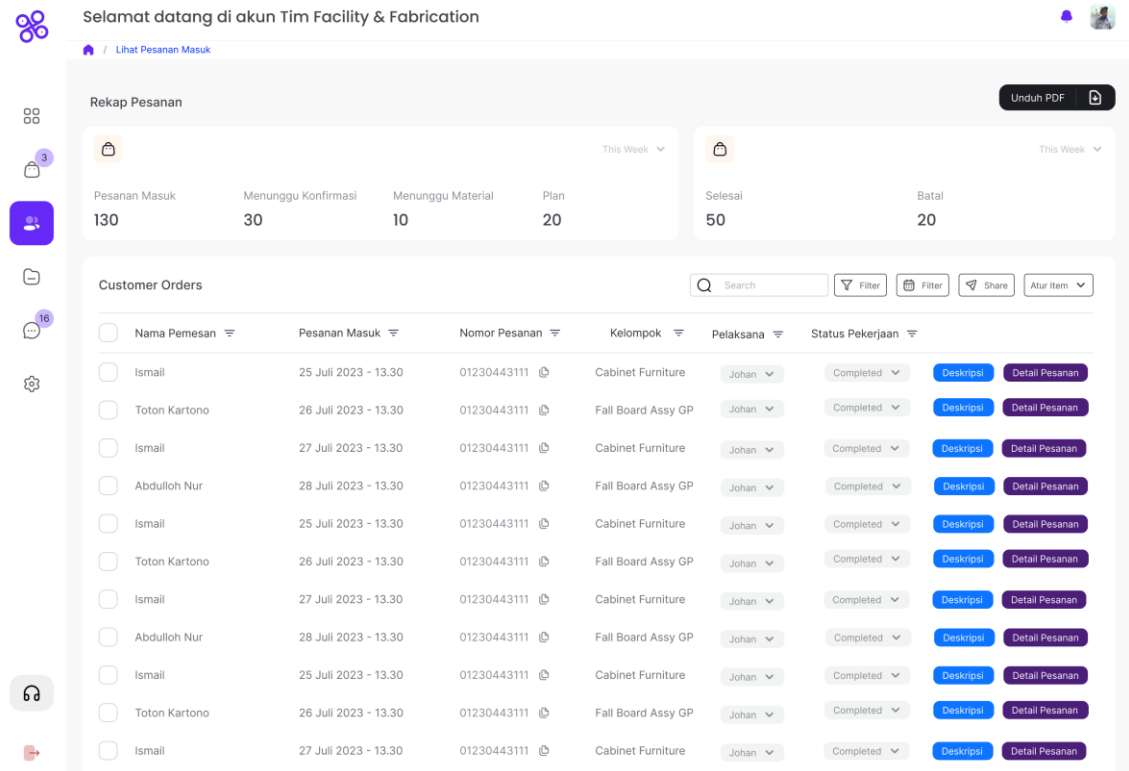 Selamat datang di akun Tim Facility & Fabrication
/ Lihat Pesanan Masuk
Rekap Pesanan
Unduh PDF
3
16
This Week
Pesanan Masuk Menunggu Konfirmasi Menunggu Material Plan
130 30 10 20
This Week
Selesai Batal
50 20
Customer Orders Search Filter Filter Share Atur Item
Nama Pemesan Pesanan Masuk Nomor Pesanan Kelompok Pelaksana Status Pekerjaan
Ismail 25 Juli 2023 - 13.30 01230443111 Cabinet Furniture Johan Completed Deskripsi Detail Pesanan
Toton Kartono 26 Juli 2023 - 13.30 01230443111 Fall Board Assy GP Johan Completed Deskripsi Detail Pesanan
Ismail 27 Juli 2023 - 13.30 01230443111 Cabinet Furniture Johan Completed Deskripsi Detail Pesanan
Abdulloh Nur 28 Juli 2023 - 13.30 01230443111 Fall Board Assy GP Johan Completed Deskripsi Detail Pesanan
Ismail 25 Juli 2023 - 13.30 01230443111 Cabinet Furniture Johan Completed Deskripsi Detail Pesanan
Toton Kartono 26 Juli 2023 - 13.30 01230443111 Fall Board Assy GP Johan Completed Deskripsi Detail Pesanan
Ismail 27 Juli 2023 - 13.30 01230443111 Cabinet Furniture Johan Completed Deskripsi Detail Pesanan
Abdulloh Nur 28 Juli 2023 - 13.30 01230443111 Fall Board Assy GP Johan Completed Deskripsi Detail Pesanan
Ismail 25 Juli 2023 - 13.30 01230443111 Cabinet Furniture Johan Completed Deskripsi Detail Pesanan
Toton Kartono 26 Juli 2023 - 13.30 01230443111 Fall Board Assy GP Johan Completed Deskripsi Detail Pesanan
Ismail 27 Juli 2023 - 13.30 01230443111 Cabinet Furniture Johan Completed Deskripsi Detail Pesanan